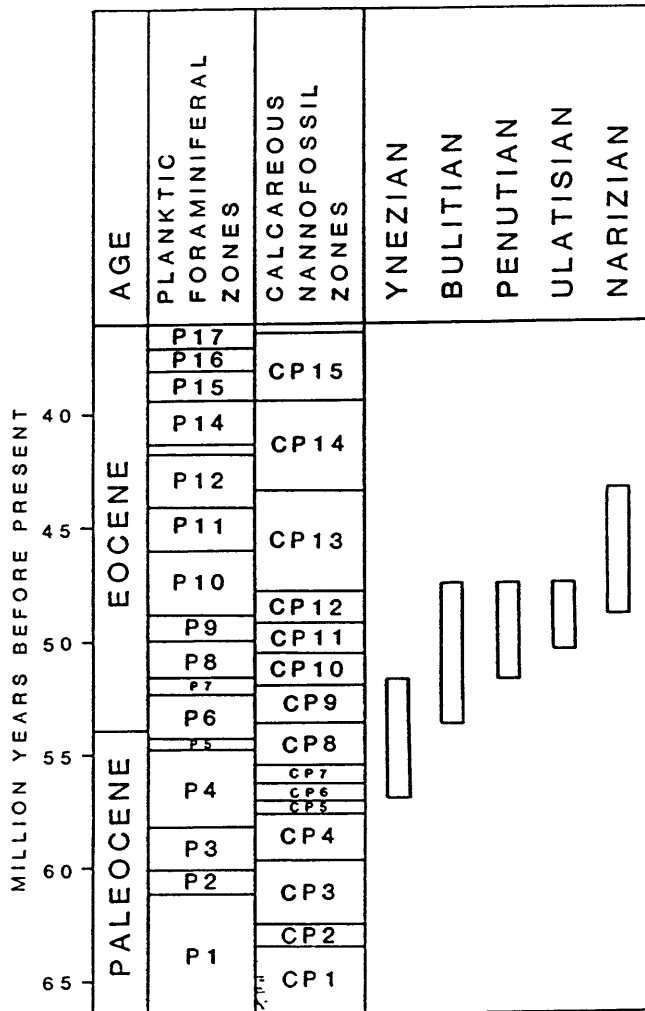 MILLION YEARS BEFORE PRESENT
40
45
50
55
60
65
AGE
EOCENE
PALEOCENE
PLANKTIC
FORAMINIFERAL
ZONES
P17
P16
P15
P14
P12
P11
P10
P9
P8
P7
P6
P5
P4
P3
P2
P1
CALCAREOUS
NANNOFOSSIL
ZONES
CP15
CP14
CP13
CP12
CP11
CP10
CP9
CP8
CP7
CP6
CP5
CP4
CP3
CP2
CP1
YNEZIAN
BULITIAN
PENUTIAN
ULATISIAN
NARIZIAN